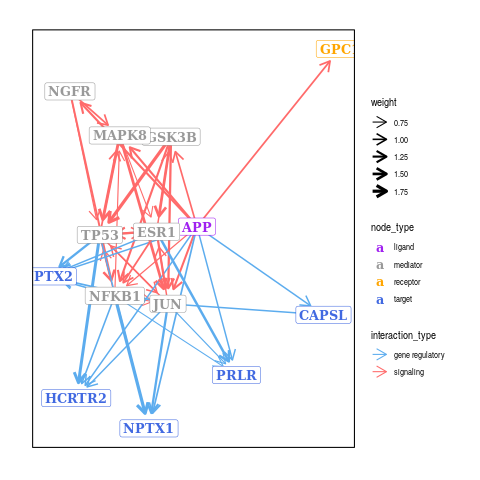 GPC
NGFR
MAPK8
GSK3B
TP53
ESR1
APP
PTX2
NFKB1
JUN
CAPSL
PRLR
HCRTR2
NPTX1
weight
0.75
1.00
1.25
1.50
1.75
node_type
a ligand
a mediator
a receptor
a target
interaction_type
gene regulatory
signaling